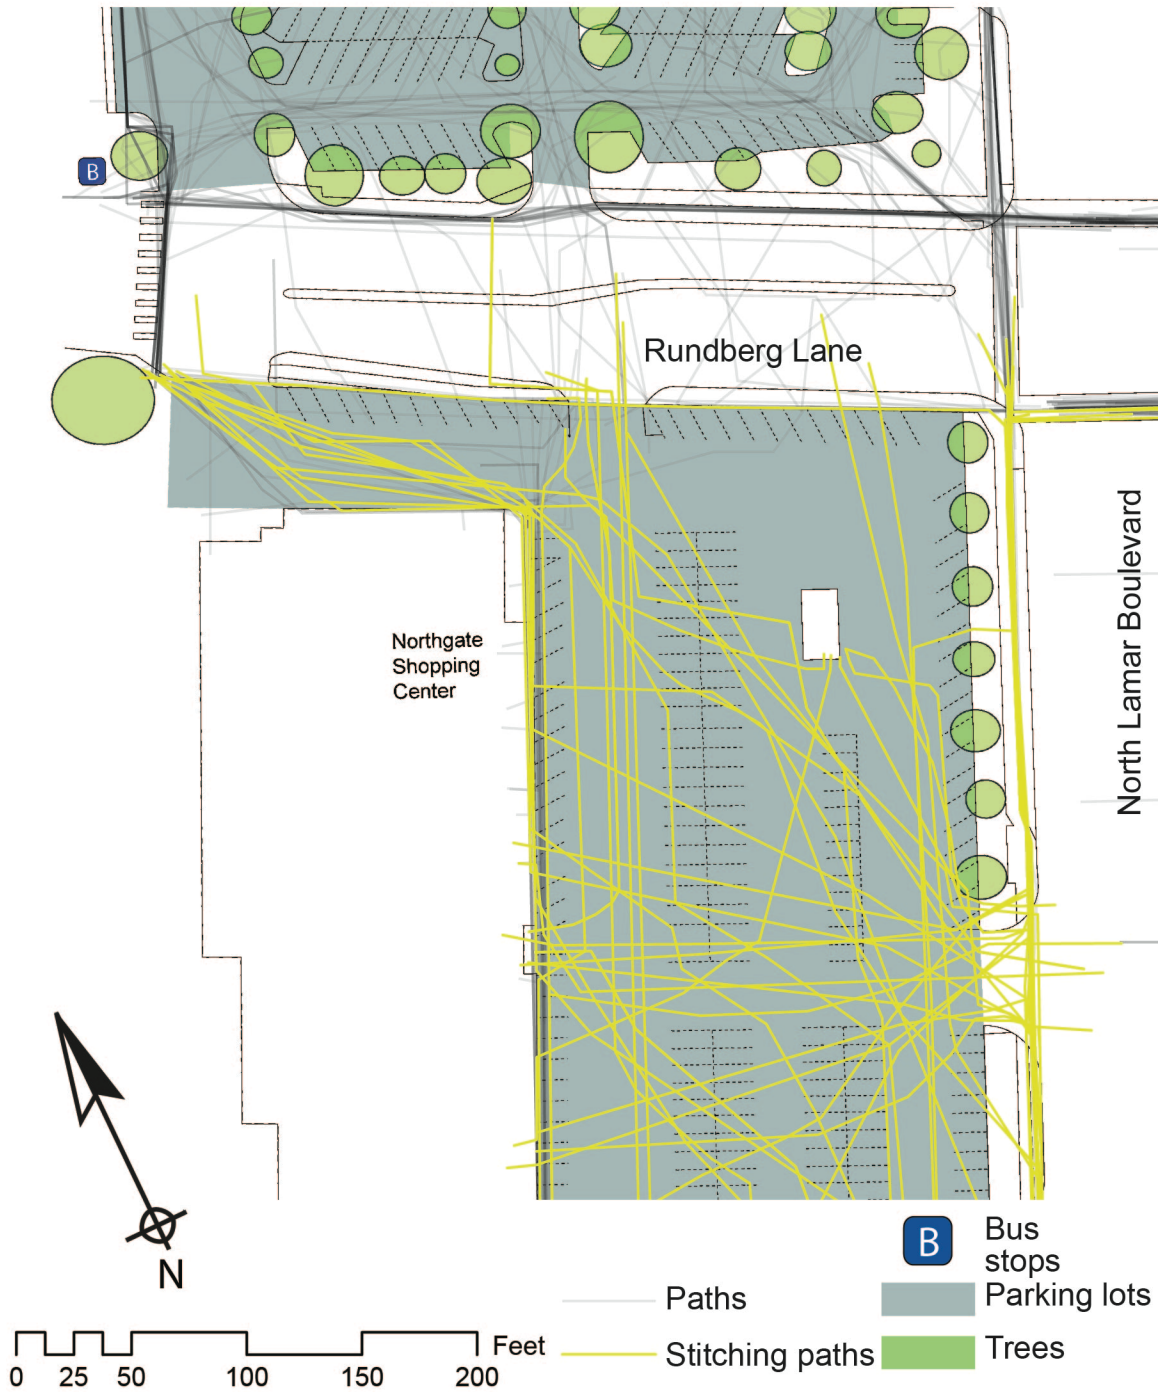 B
Rundberg Lane
Northgate
Shopping
Center
North Lamar Boulevard
N
B
Bus
stops
Paths
Parking lots
Stitching paths
Trees
Feet
0 25 50 100 150 200